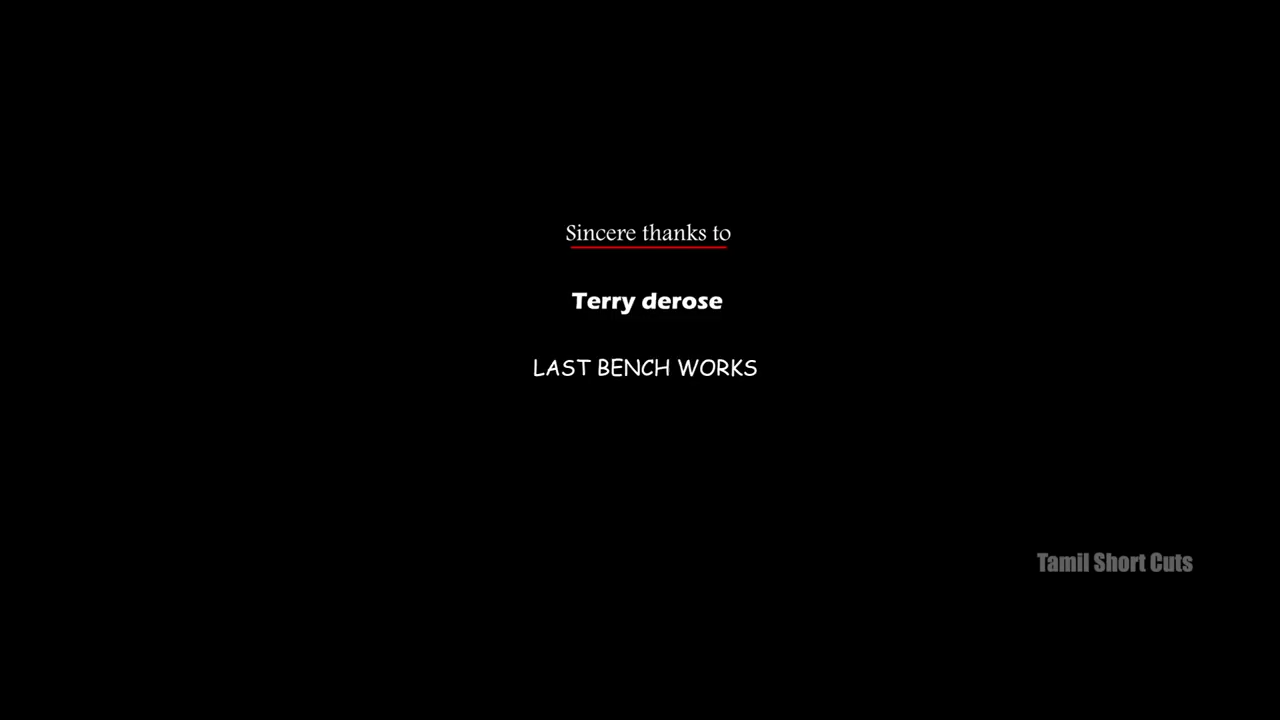 Sincere thanks to
Terry derose
LAST BENCH WORKS
Tamil Short Cuts